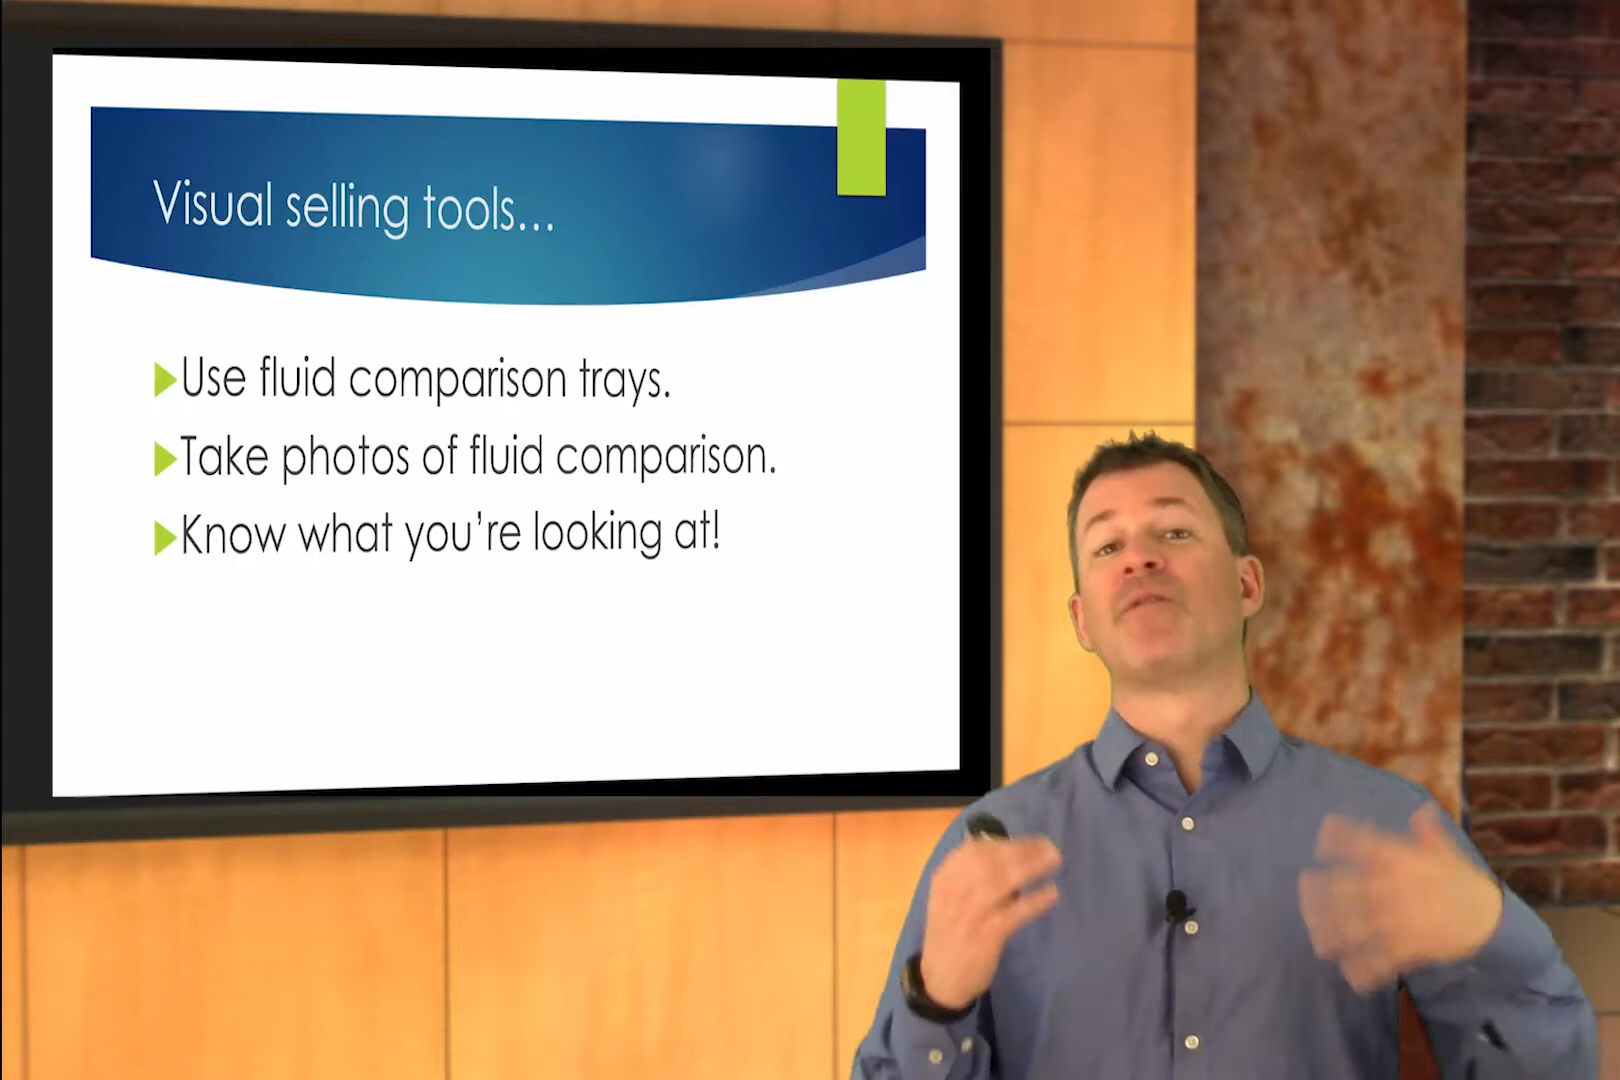 Visual selling tools...
Use fluid comparison trays.
Take photos of fluid comparison.
Know what you're looking at!